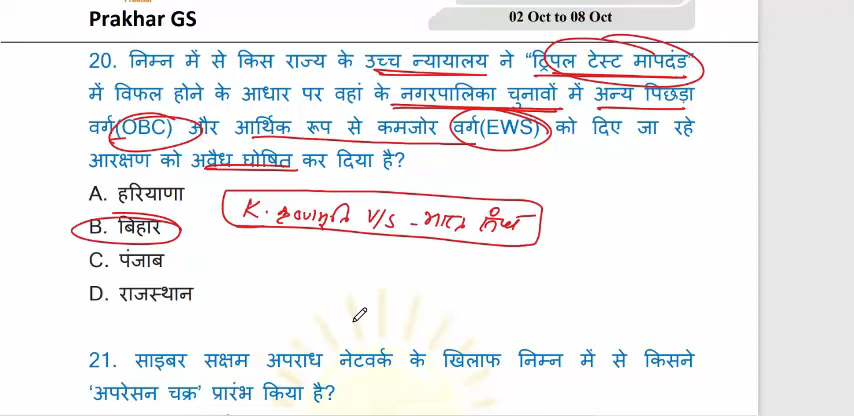 Prakhar GS
02 Oct to 08 Oct
20. निम्न में से किस राज्य के उच्च न्यायालय ने “ट्रिपल टेस्ट मापदंड”
में विफल होने के आधार पर वहां के नगरपालिका चुनावों में अन्य पिछड़ा
वर्ग(OBC) और आर्थिक रूप से कमजोर वर्ग(EWS) को दिए जा रहे
आरक्षण को अवैध घोषित कर दिया है?
A. हरियाणा
K. कृष्णमूर्ति V/S - भारत संघ
B. बिहार
C. पंजाब
D. राजस्थान
21. साइबर सक्षम अपराध नेटवर्क के खिलाफ निम्न में से किसने
‘अपरेसन चक्र’ प्रारंभ किया है?